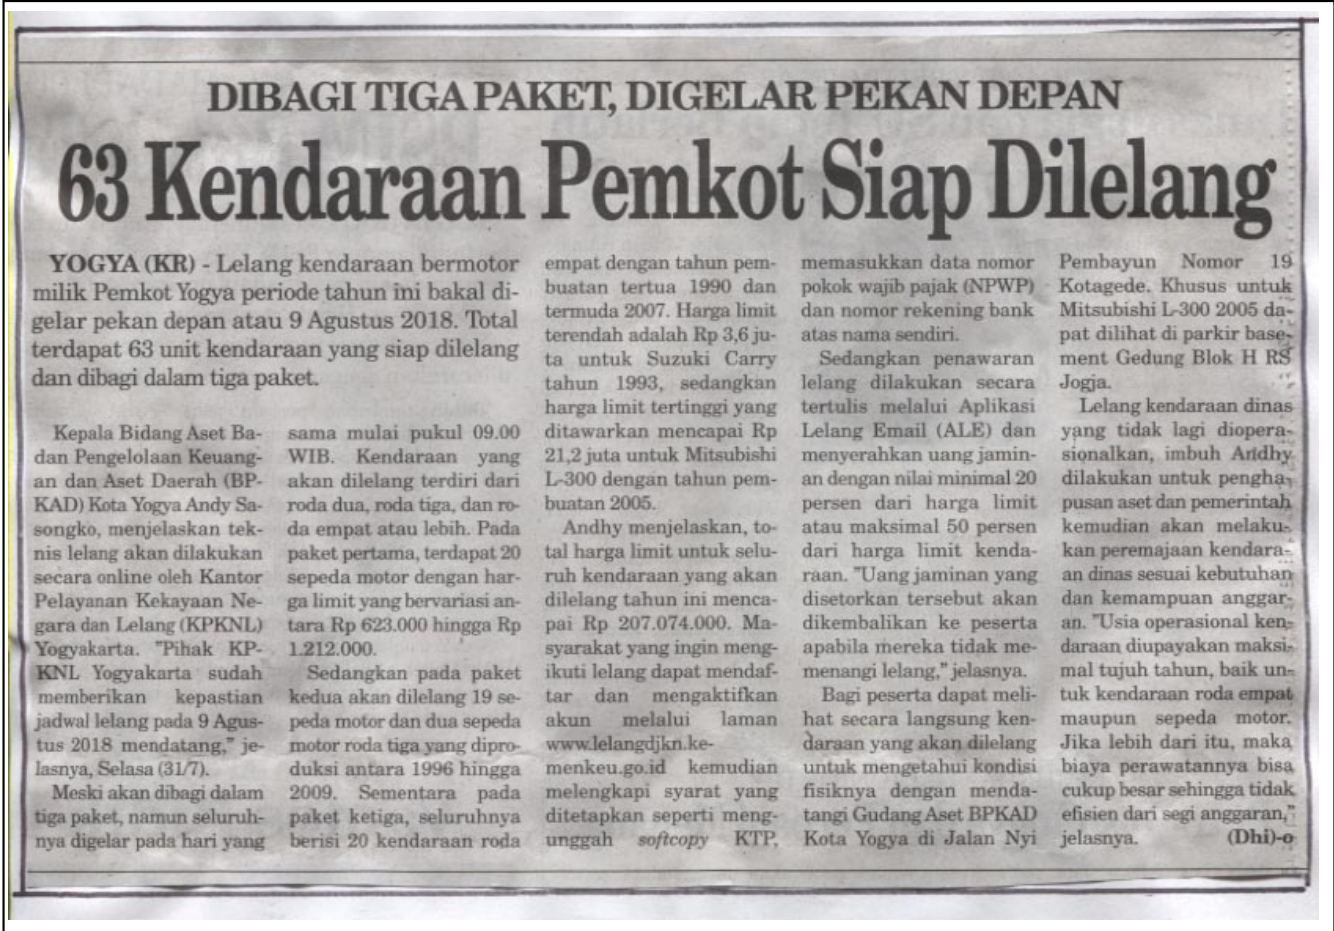 DIBAGI TIGA PAKET, DIGELAR PEKAN DEPAN
63 Kendaraan Pemkot Siap Dilelang
YOGYA (KR) - Lelang kendaraan bermotor
milik Pemkot Yogya periode tahun ini bakal di-
gelar pekan depan atau 9 Agustus 2018. Total
terdapat 63 unit kendaraan yang siap dilelang
dan dibagi dalam tiga paket.
Kepala Bidang Aset Ba-
dan Pengelolaan Keuang-
an dan Aset Daerah (BP-
KAD) Kota Yogya Andy Sa-
songko, menjelaskan tek-
nis lelang akan dilakukan
secara online oleh Kantor
Pelayanan Kekayaan Ne-
gara dan Lelang (KPKNL)
Yogyakarta. "Pihak KP-
KNL Yogyakarta sudah
memberikan kepastian
jadwal lelang pada 9 Agus-
tus 2018 mendatang," je-
lasnya, Selasa (31/7).
Meski akan dibagi dalam
tiga paket, namun seluruh-
nya digelar pada hari yang
sama mulai pukul 09.00
WIB. Kendaraan yang
akan dilelang terdiri dari
roda dua, roda tiga, dan ro-
da empat atau lebih. Pada
paket pertama, terdapat 20
sepeda motor dengan har-
ga limit yang bervariasi an-
tara Rp 623.000 hingga Rp
1.212.000.
Sedangkan pada paket
kedua akan dilelang 19 se-
peda motor dan dua sepeda
motor roda tiga yang dipro-
duksi antara 1996 hingga
2009. Sementara pada
paket ketiga, seluruhnya
berisi 20 kendaraan roda
empat dengan tahun pem-
buatan tertua 1990 dan
termuda 2007. Harga limit
terendah adalah Rp 3,6 ju-
ta untuk Suzuki Carry
tahun 1993, sedangkan
harga limit tertinggi yang
ditawarkan mencapai Rp
21,2 juta untuk Mitsubishi
L-300 dengan tahun pem-
buatan 2005.
Andhy menjelaskan, to-
tal harga limit untuk selu-
ruh kendaraan yang akan
dilelang tahun ini menca-
pai Rp 207.074.000. Ma-
syarakat yang ingin meng-
ikuti lelang dapat mendaf-
tar dan mengaktifkan
akun melalui laman
www.lelangdjkn.ke-
menkeu.go.id kemudian
melengkapi syarat yang
ditetapkan seperti meng-
unggah softcopy KTP,
memasukkan data nomor
pokok wajib pajak (NPWP)
dan nomor rekening bank
atas nama sendiri.
Sedangkan penawaran
lelang dilakukan secara
tertulis melalui Aplikasi
Lelang Email (ALE) dan
menyerahkan uang jamin-
an dengan nilai minimal 20
persen dari harga limit
atau maksimal 50 persen
dari harga limit kenda-
raan. "Uang jaminan yang
disetorkan tersebut akan
dikembalikan ke peserta
apabila mereka tidak me-
menangi lelang," jelasnya.
Bagi peserta dapat meli-
hat secara langsung ken-
daraan yang akan dilelang
untuk mengetahui kondisi
fisiknya dengan menda-
tangi Gudang Aset BPKAD
Kota Yogya di Jalan Nyi
Pembayun Nomor 19
Kotagede. Khusus untuk
Mitsubishi L-300 2005 da-
pat dilihat di parkir base-
ment Gedung Blok H RS
Jogja.
Lelang kendaraan dinas
yang tidak lagi diopera-
sionalkan, imbuh Andhy
dilakukan untuk pengha-
pusan aset dan pemerintah
kemudian akan melaku-
kan peremajaan kendara-
an dinas sesuai kebutuhan
dan kemampuan anggar-
an. "Usia operasional ken-
daraan diupayakan maksi-
mal tujuh tahun, baik un-
tuk kendaraan roda empat
maupun sepeda motor.
Jika lebih dari itu, maka
biaya perawatannya bisa
cukup besar sehingga tidak
efisien dari segi anggaran,"
jelasnya. (Dhi)-o